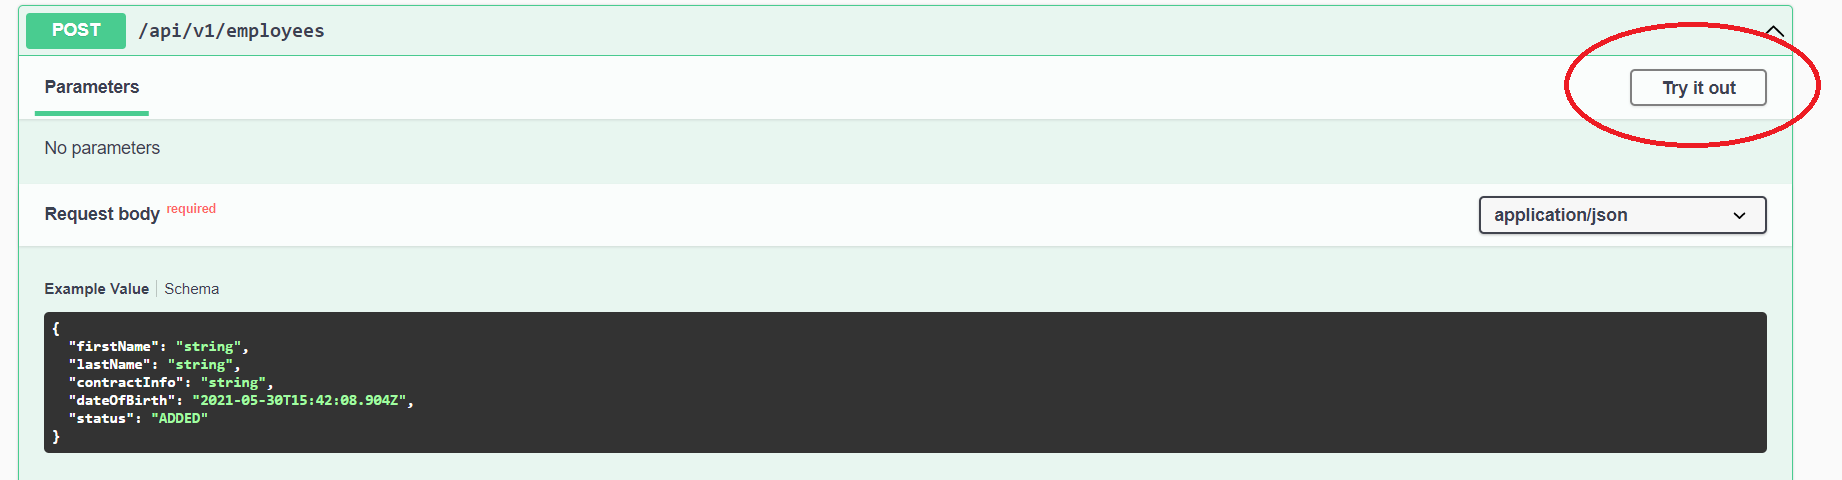 POST /api/v1/employees
Parameters Try it out
No parameters
Request body required application/json
Example Value Schema
{
  "firstName": "string",
  "lastName": "string",
  "contractInfo": "string",
  "dateOfBirth": "2021-05-30T15:42:08.904Z",
  "status": "ADDED"
}